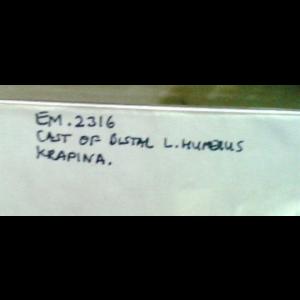 EM.2316
CAST OF DISTAL L.HUMERUS
KRAPINA.